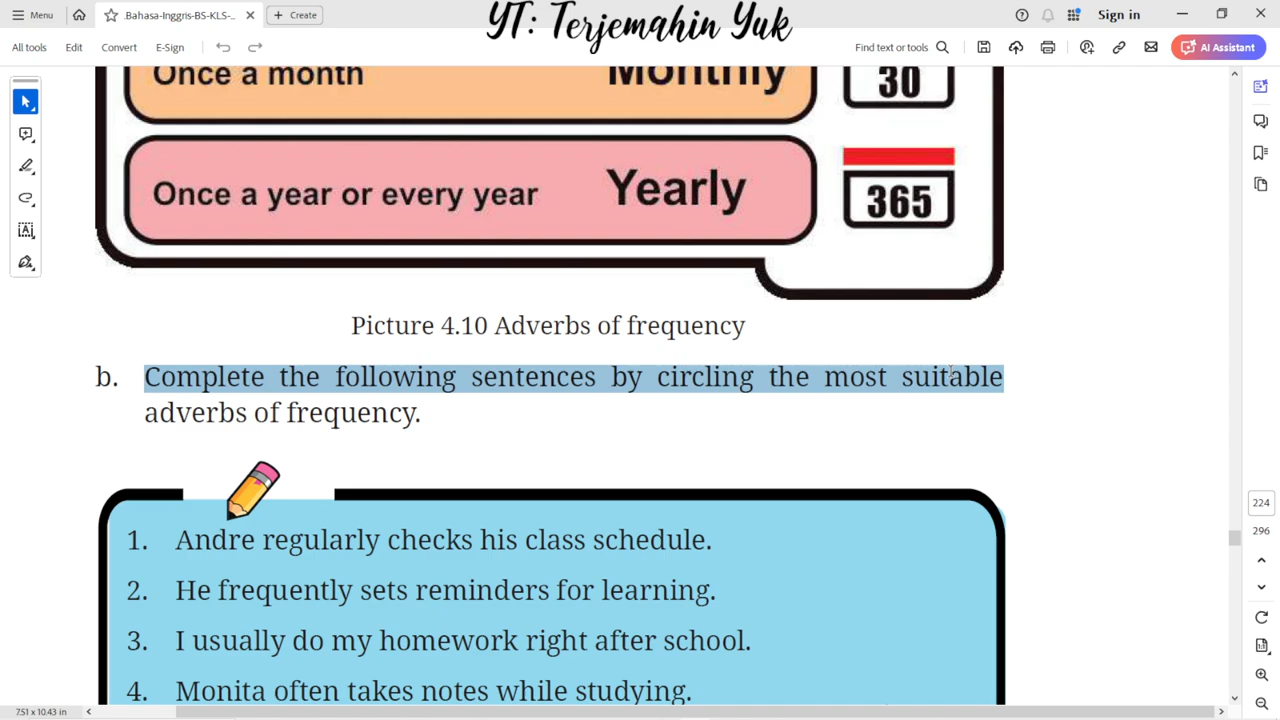 Menu
.Bahasa-Inggris-BS-KLS-...
Create
YT: Terjemahin Yuk
Sign in
All tools
Edit
Convert
E-Sign
Find text or tools
AI Assistant
Once a month
Monthly
30
Once a year or every year
Yearly
365
Picture 4.10 Adverbs of frequency
b. Complete the following sentences by circling the most suitable
adverbs of frequency.
1. Andre regularly checks his class schedule.
2. He frequently sets reminders for learning.
3. I usually do my homework right after school.
4. Monita often takes notes while studying.
224
296
7.51 x 10.43 in